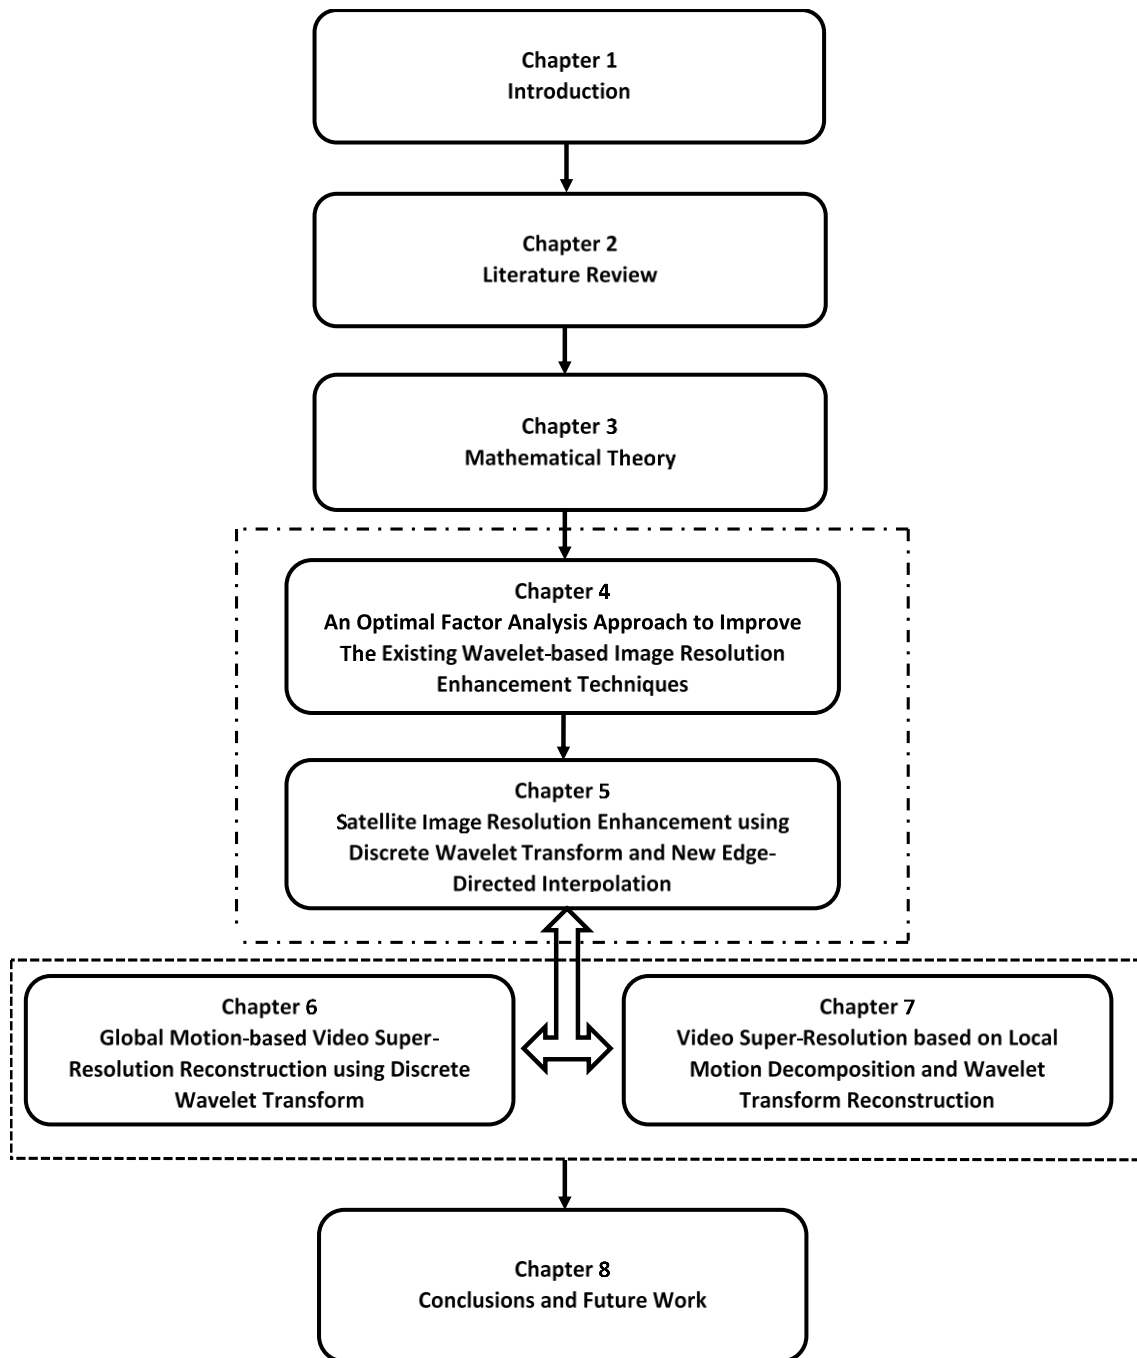 Chapter 1
Introduction
Chapter 2
Literature Review
Chapter 3
Mathematical Theory
Chapter 4
An Optimal Factor Analysis Approach to Improve
The Existing Wavelet-based Image Resolution
Enhancement Techniques
Chapter 5
Satellite Image Resolution Enhancement using
Discrete Wavelet Transform and New Edge-
Directed Interpolation
Chapter 6
Global Motion-based Video Super-
Resolution Reconstruction using Discrete
Wavelet Transform
Chapter 7
Video Super-Resolution based on Local
Motion Decomposition and Wavelet
Transform Reconstruction
Chapter 8
Conclusions and Future Work